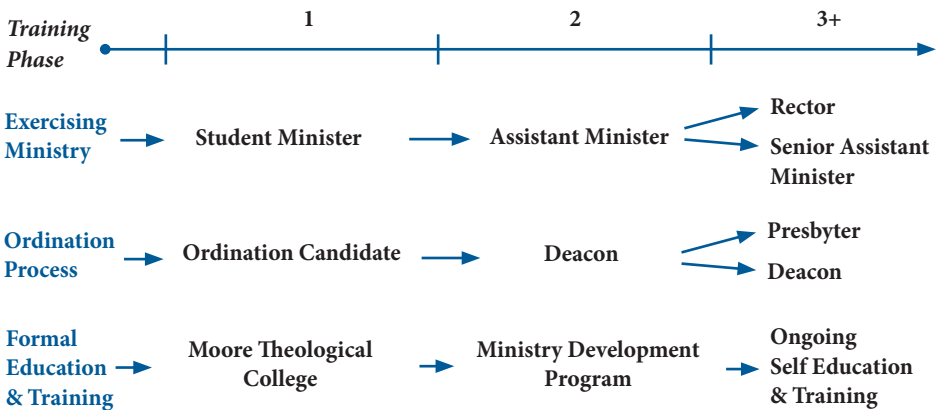 Training
Phase
1 2 3+
Exercising
Ministry
Student Minister
Assistant Minister
Rector
Senior Assistant
Minister
Ordination
Process
Ordination Candidate
Deacon
Presbyter
Deacon
Formal
Education
& Training
Moore Theological
College
Ministry Development
Program
Ongoing
Self Education
& Training